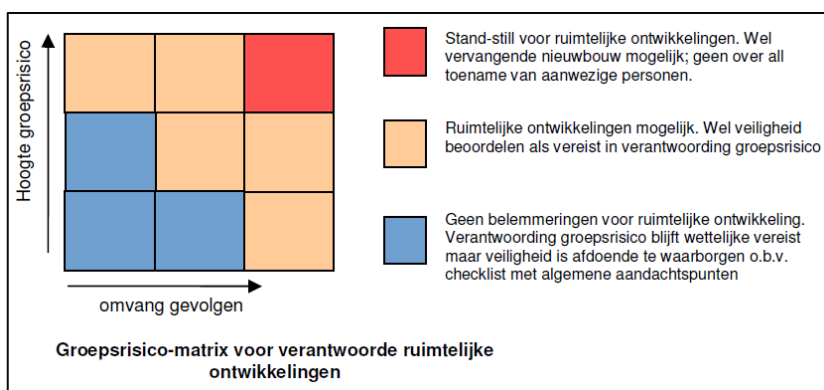 Hoogte groepsrisico
Stand-still voor ruimtelijke ontwikkelingen. Wel
vervangende nieuwbouw mogelijk; geen over all
toename van aanwezige personen.
Ruimtelijke ontwikkelingen mogelijk. Wel veiligheid
beoordelen als vereist in verantwoording groepsrisico
Geen belemmeringen voor ruimtelijke ontwikkeling.
Verantwoording groepsrisico blijft wettelijke vereist
maar veiligheid is afdoende te waarborgen o.b.v.
checklist met algemene aandachtspunten
omvang gevolgen
Groepsrisico-matrix voor verantwoorde ruimtelijke
ontwikkelingen